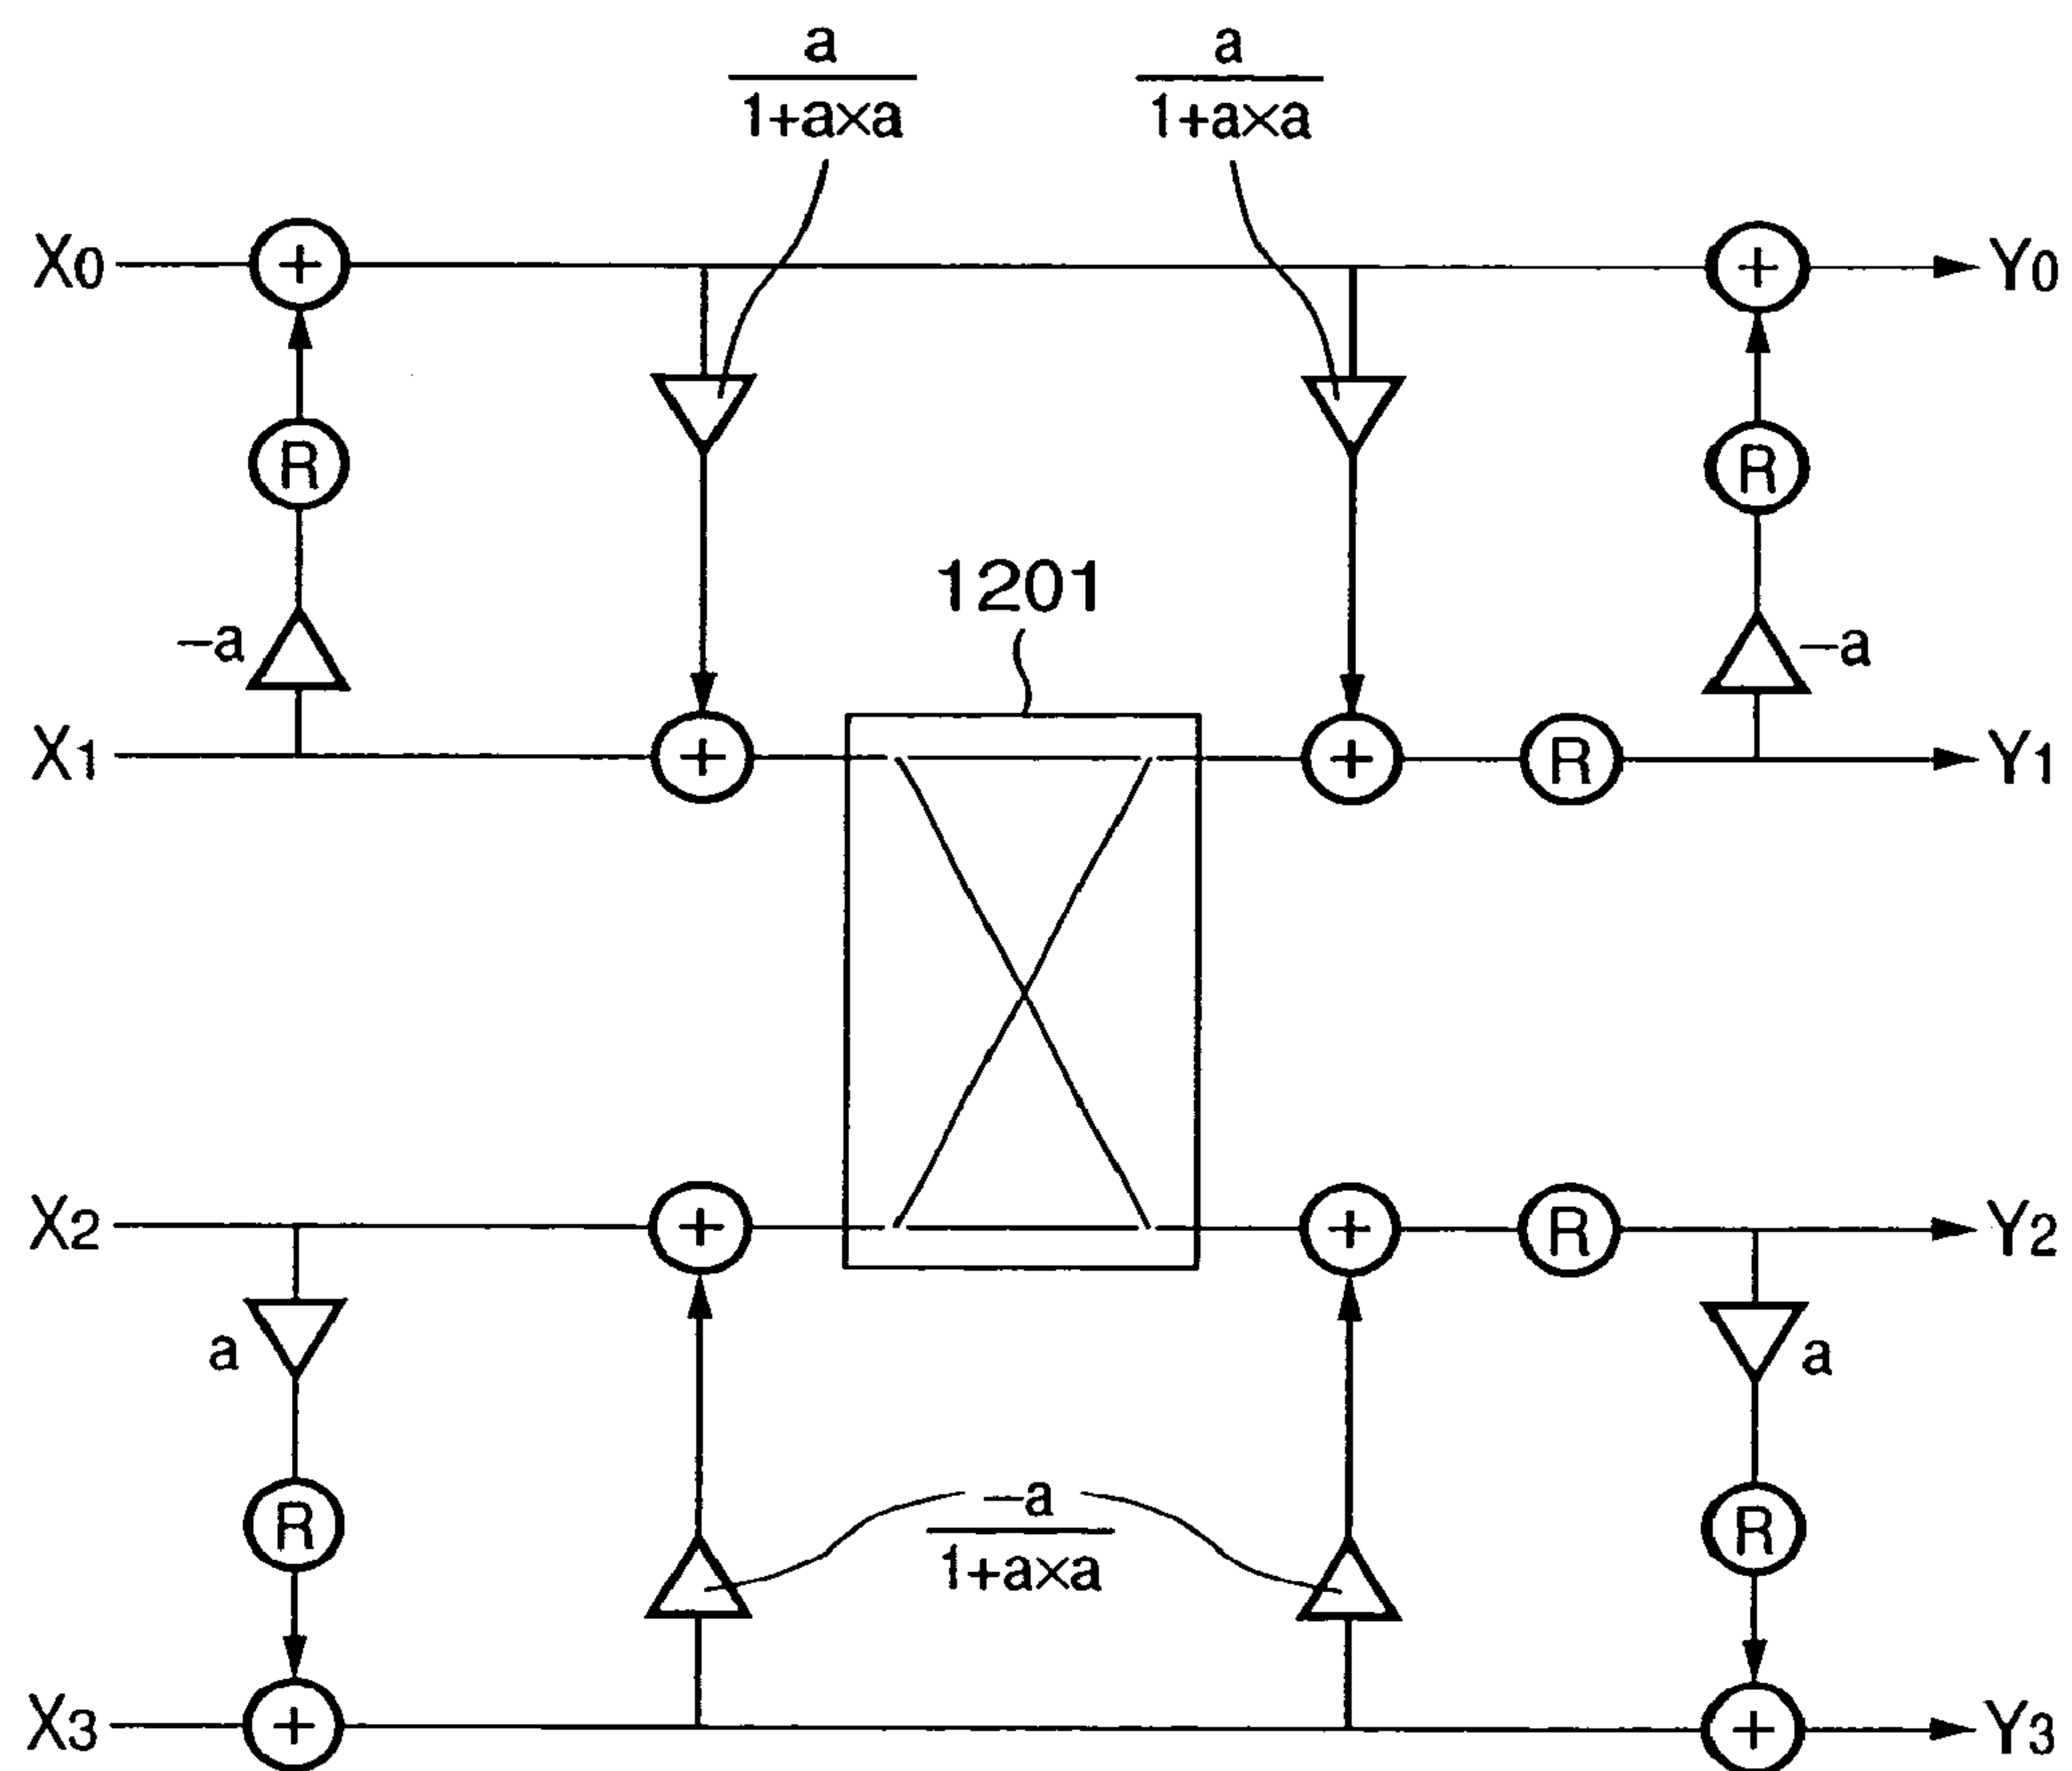 a
1+a×a
a
1+a×a
X0
+
+
Y0
R
R
1201
–a
–a
X1
+
+
R
Y1
X2
+
+
R
Y2
a
a
–a
1+a×a
R
R
X3
+
+
Y3